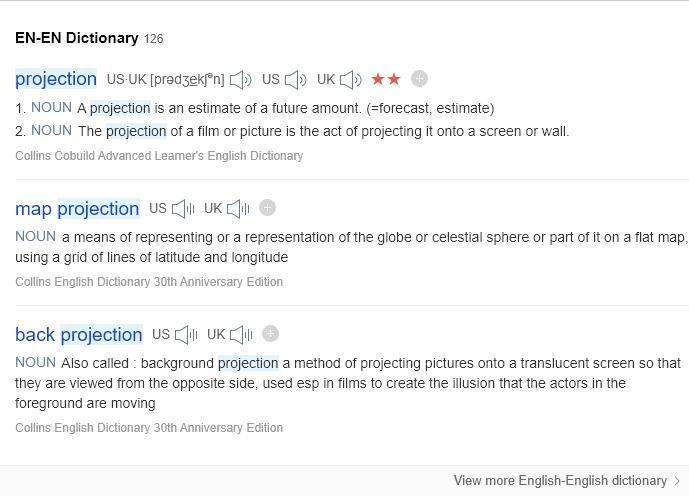 EN-EN Dictionary 126
projection US·UK [prədʒekʃᵊn] US UK ★★
1. NOUN A projection is an estimate of a future amount. (=forecast, estimate)
2. NOUN The projection of a film or picture is the act of projecting it onto a screen or wall.
Collins Cobuild Advanced Learner's English Dictionary
map projection US UK
NOUN a means of representing or a representation of the globe or celestial sphere or part of it on a flat map,
using a grid of lines of latitude and longitude
Collins English Dictionary 30th Anniversary Edition
back projection US UK
NOUN Also called : background projection a method of projecting pictures onto a translucent screen so that
they are viewed from the opposite side, used esp in films to create the illusion that the actors in the
foreground are moving
Collins English Dictionary 30th Anniversary Edition
View more English-English dictionary >